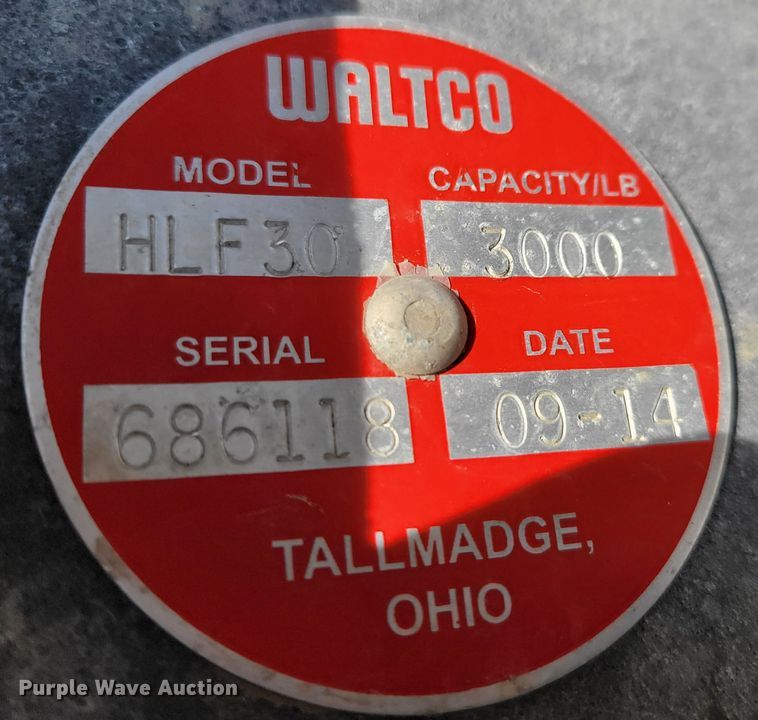 WALTCO
MODEL CAPACITY/LB
HLF30 3000
SERIAL DATE
686118 09-14
TALLMADGE,
OHIO
Purple Wave Auction